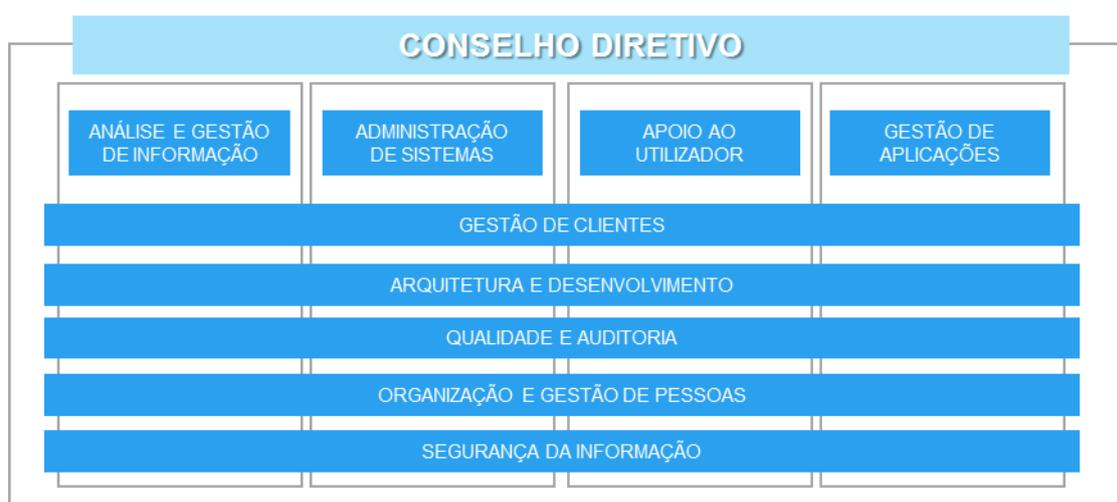 CONSELHO DIRETIVO
ANÁLISE E GESTÃO
DE INFORMAÇÃO
ADMINISTRAÇÃO
DE SISTEMAS
APOIO AO
UTILIZADOR
GESTÃO DE
APLICAÇÕES
GESTÃO DE CLIENTES
ARQUITETURA E DESENVOLVIMENTO
QUALIDADE E AUDITORIA
ORGANIZAÇÃO E GESTÃO DE PESSOAS
SEGURANÇA DA INFORMAÇÃO